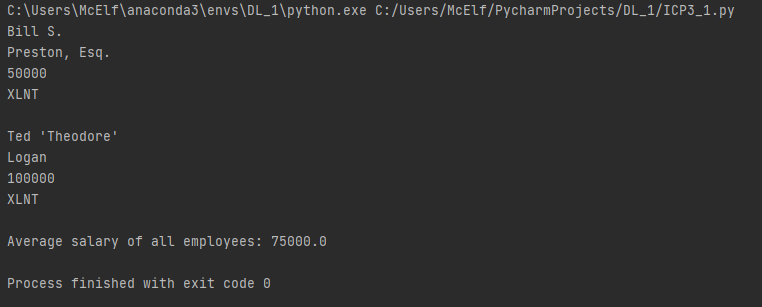 C:\Users\McElf\anaconda3\envs\DL_1\python.exe C:/Users/McElf/PycharmProjects/DL_1/ICP3_1.py
Bill S.
Preston, Esq.
50000
XLNT
Ted 'Theodore'
Logan
100000
XLNT
Average salary of all employees: 75000.0
Process finished with exit code 0